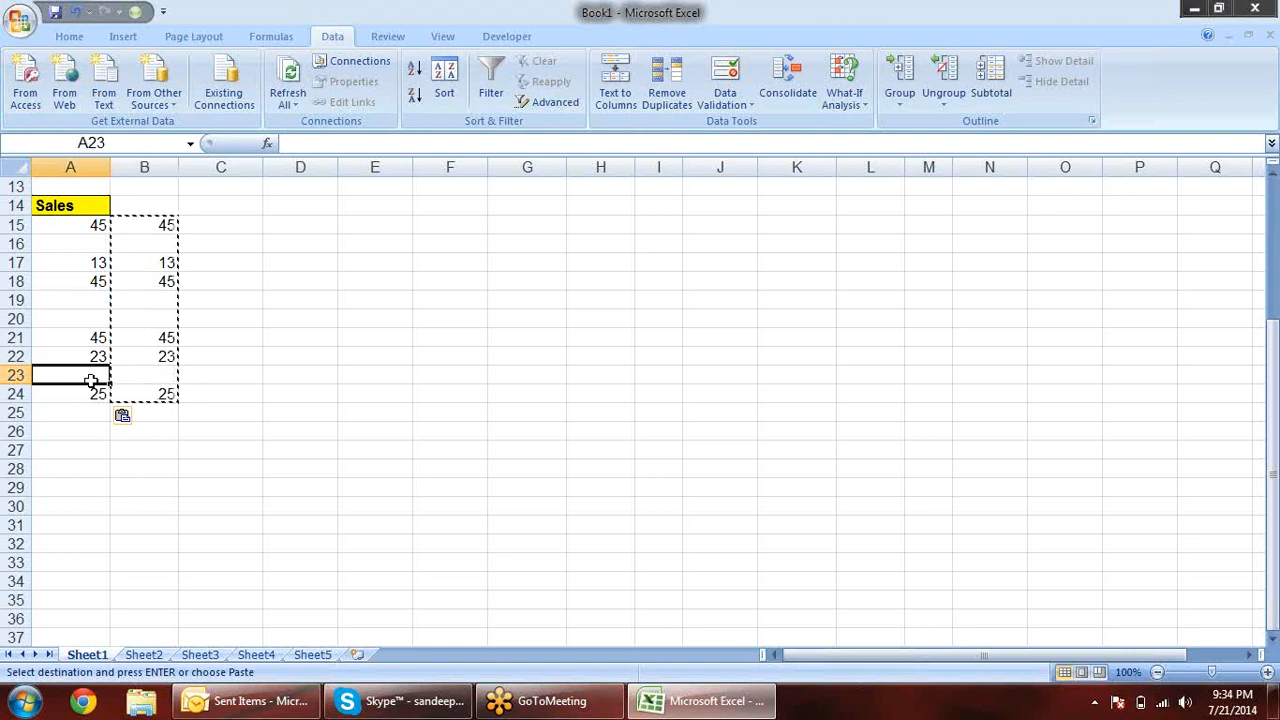 Book1 - Microsoft Excel
Home Insert Page Layout Formulas Data Review View Developer
From Access
From Web
From Text
From Other Sources
Existing Connections
Get External Data
Refresh All
Connections
Properties
Edit Links
Connections
Sort
Filter
Clear
Reapply
Advanced
Sort & Filter
Text to Columns
Remove Duplicates
Data Validation
Consolidate
What-If Analysis
Data Tools
Group
Ungroup
Subtotal
Show Detail
Hide Detail
Outline
A23 fx
A B C D E F G H I J K L M N O P Q
13
14 Sales
15 45 45
16
17 13 13
18 45 45
19
20
21 45 45
22 23 23
23
24 25 25
25
26
27
28
29
30
31
32
33
34
35
36
37
Sheet1 Sheet2 Sheet3 Sheet4 Sheet5
Select destination and press ENTER or choose Paste 100%
Sent Items - Micr... Skype™ - sandeep... GoToMeeting Microsoft Excel - ... 9:34 PM
7/21/2014